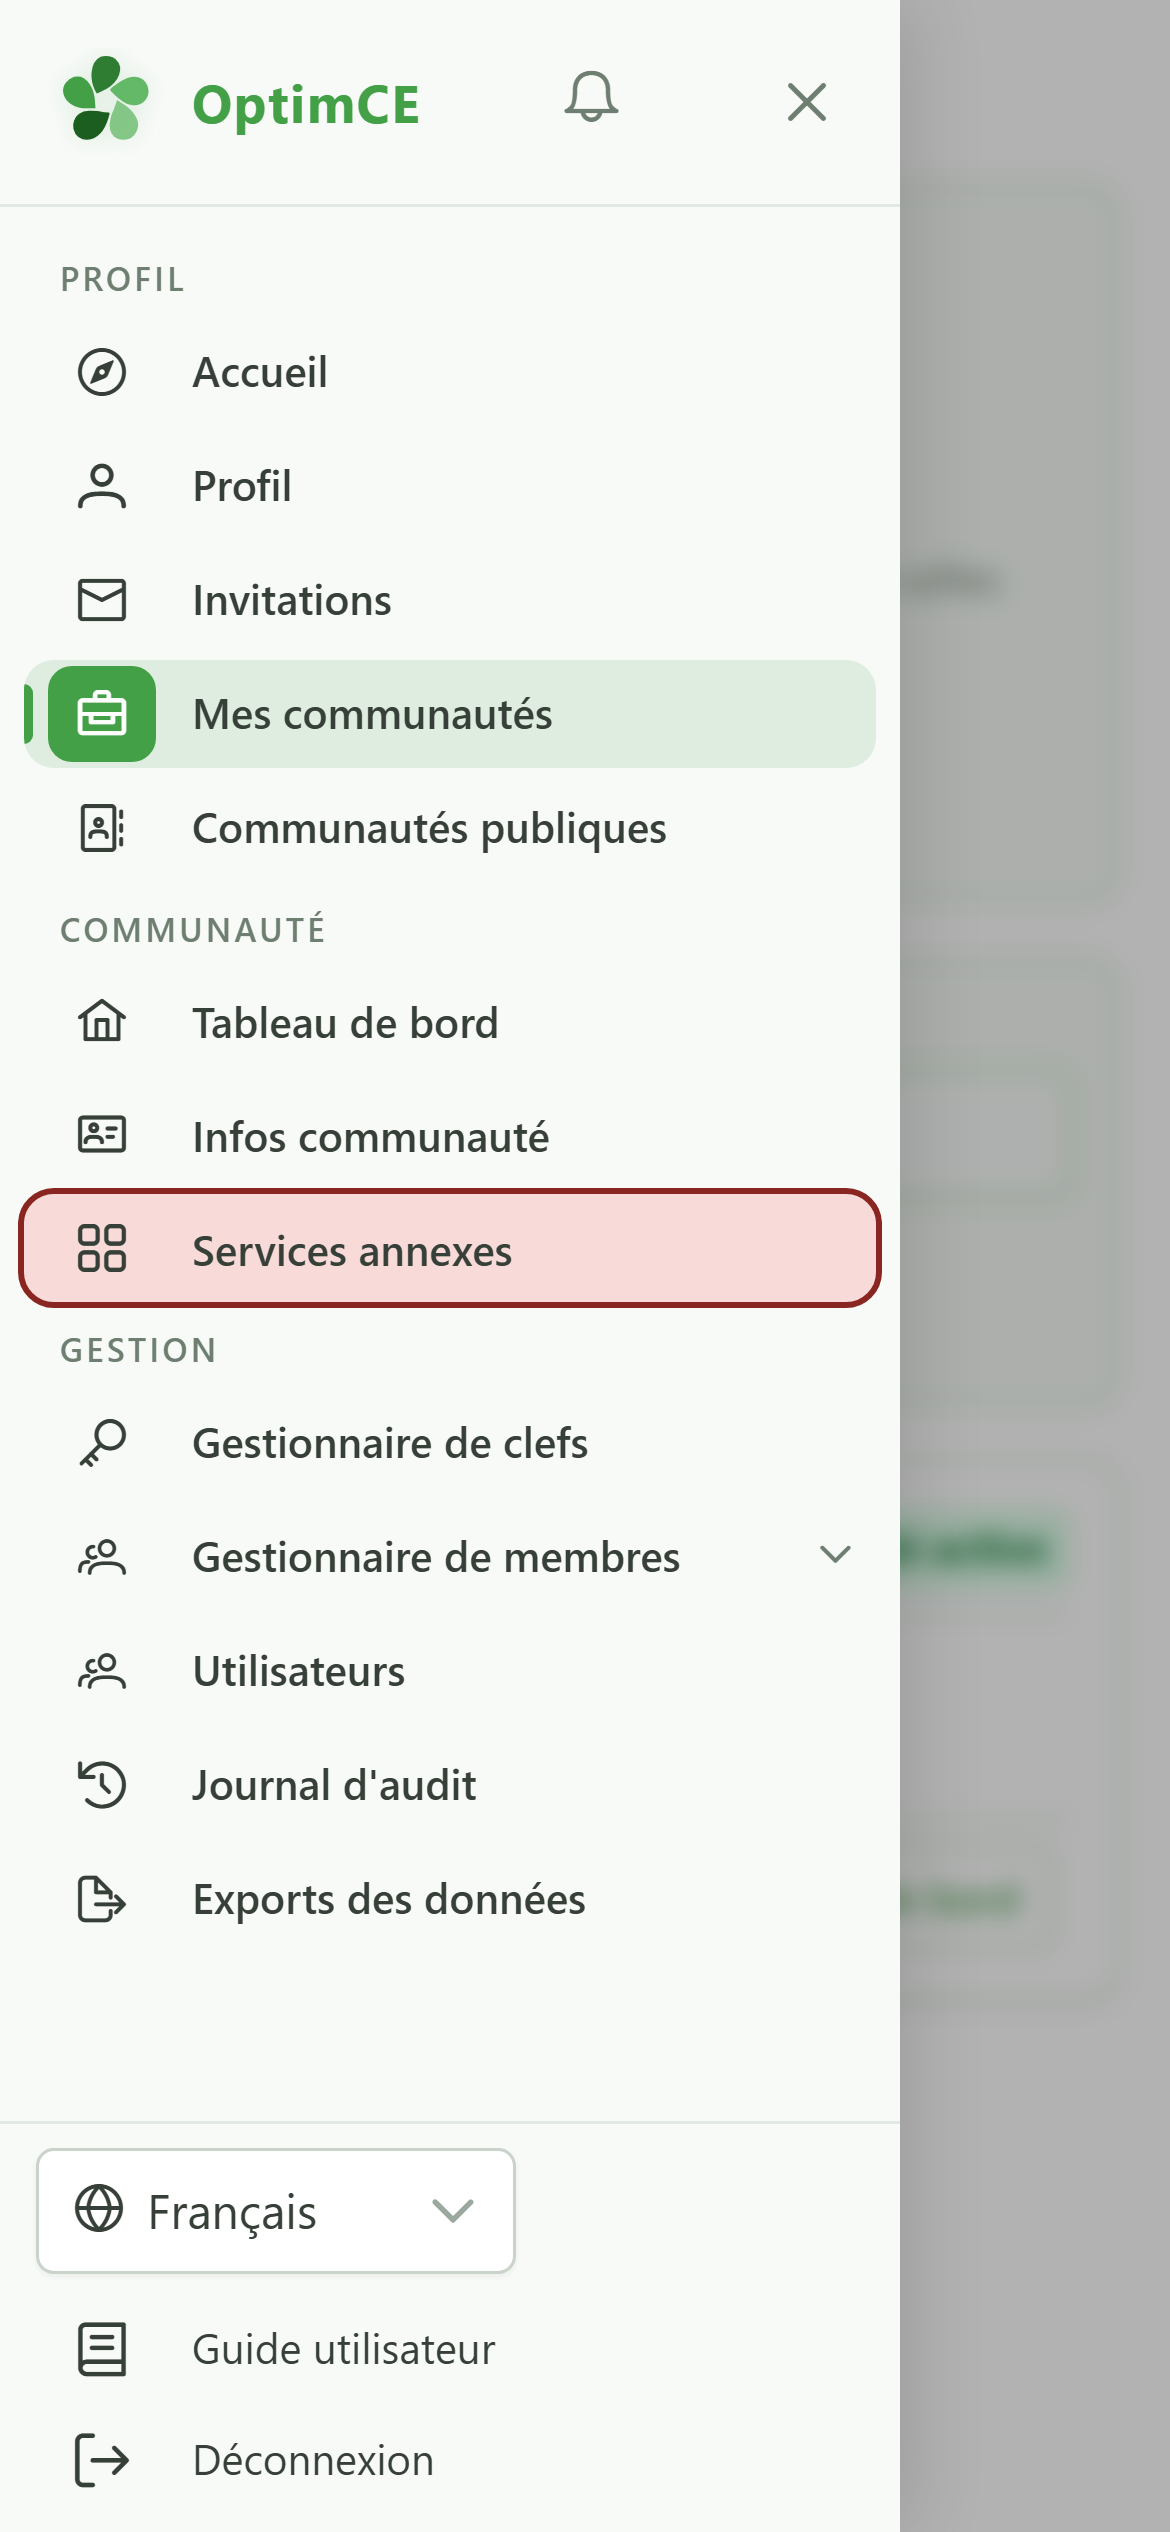 OptimCE
PROFIL
Accueil
Profil
Invitations
Mes communautés
Communautés publiques
COMMUNAUTÉ
Tableau de bord
Infos communauté
Services annexes
GESTION
Gestionnaire de clefs
Gestionnaire de membres
Utilisateurs
Journal d'audit
Exports des données
Français
Guide utilisateur
Déconnexion